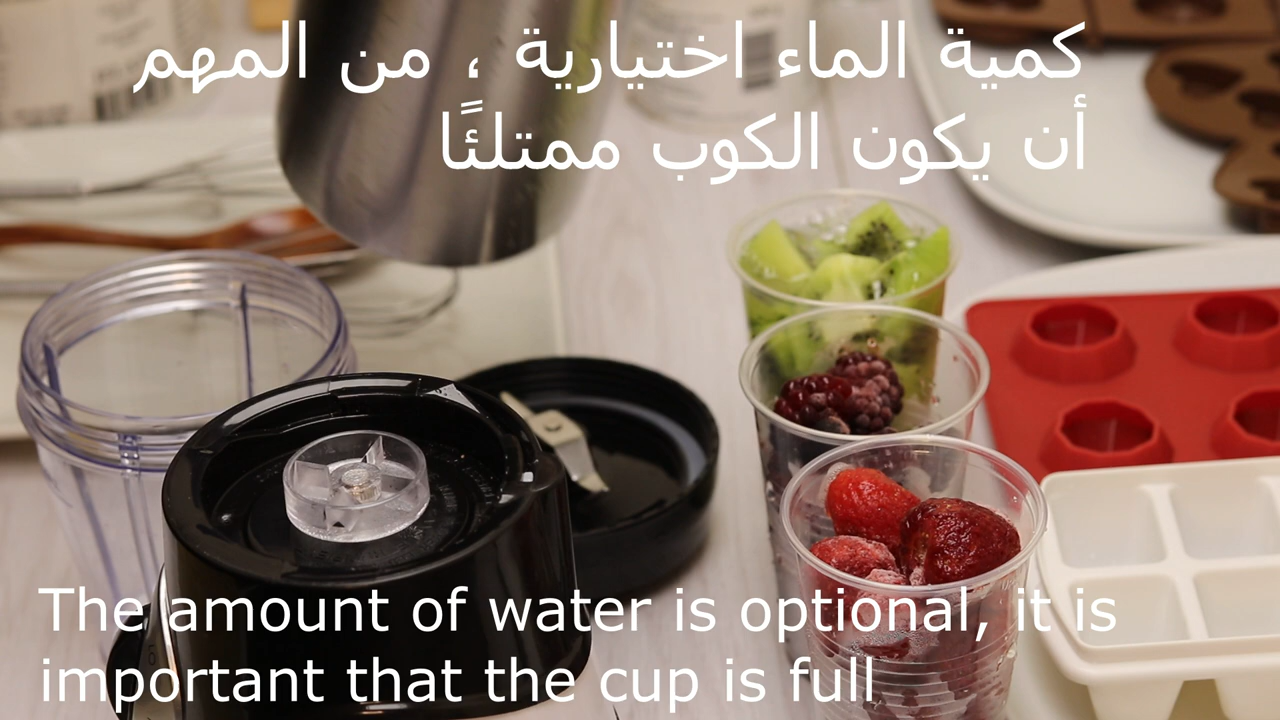 كمية الماء اختيارية ، من المهم
أن يكون الكوب ممتلئًا
The amount of water is optional, it is
important that the cup is full